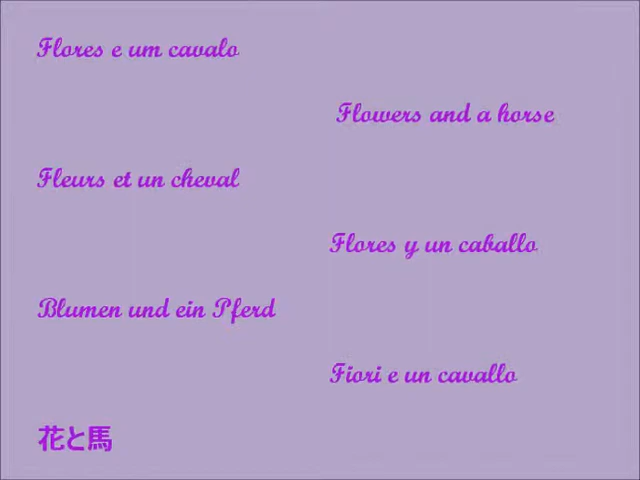 Flores e um cavalo
Flowers and a horse
Fleurs et un cheval
Flores y un caballo
Blumen und ein Pferd
Fiori e un cavallo
花と馬